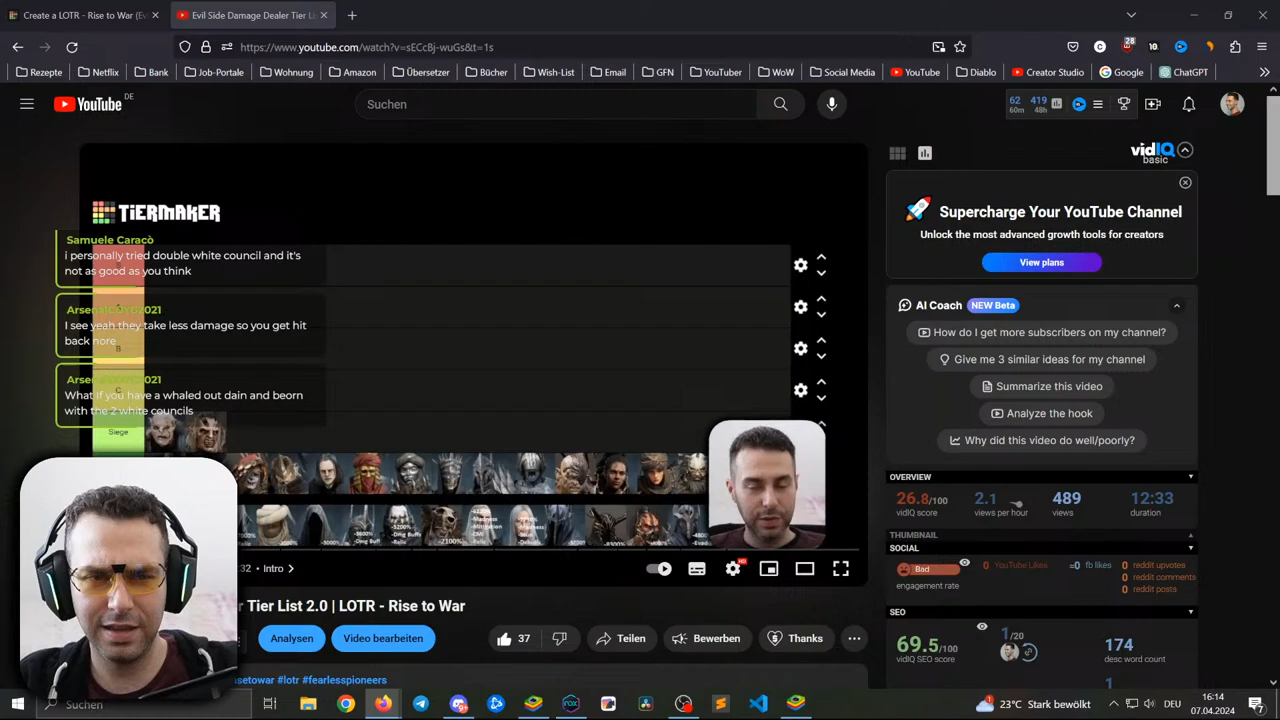 Create a LOTR - Rise to War (E
Evil Side Damage Dealer Tier Li
https://www.youtube.com/watch?v=sECcBj-wuGs&t=1s
28
Rezepte
Netflix
Bank
Job-Portale
Wohnung
Amazon
Übersetzer
Bücher
Wish-List
Email
GFN
YouTuber
WoW
Social Media
YouTube
Diablo
Creator Studio
Google
ChatGPT
YouTube
DE
Suchen
62
60m
419
48h
TiERMAKER
Samuele Caracò
i personally tried double white council and it's
not as good as you think
I see yeah they take less damage so you get hit
back nore
B
What If you have a whaled out dain and beorn
with the 2 white councils
C
Siege
:32 • Intro
HD
r Tier List 2.0 | LOTR - Rise to War
Analysen
Video bearbeiten
37
Teilen
Bewerben
Thanks
setowar #lotr #fearlesspioneers
vidIQ
basic
Supercharge Your YouTube Channel
Unlock the most advanced growth tools for creators
View plans
AI Coach
NEW Beta
How do I get more subscribers on my channel?
Give me 3 similar ideas for my channel
Summarize this video
Analyze the hook
Why did this video do well/poorly?
OVERVIEW
26.8/100
vidIQ score
2.1
views per hour
489
views
12:33
duration
THUMBNAIL
SOCIAL
Bad
engagement rate
0 YouTube Likes
=0 fb likes
0 reddit upvotes
0 reddit comments
0 reddit posts
SEO
69.5/100
vidIQ SEO score
1/20
174
desc word count
Suchen
23°C Stark bewölkt
DEU
16:14
07.04.2024